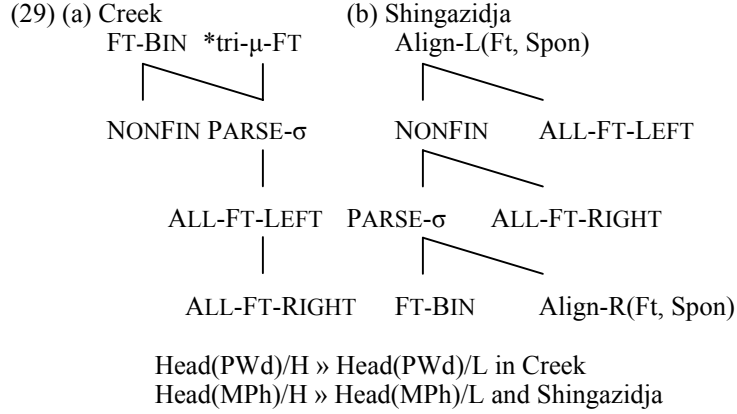 (29) (a) Creek (b) Shingazidja
FT-BIN *tri-μ-FT Align-L(Ft, Spon)
NONFIN PARSE-σ NONFIN ALL-FT-LEFT
ALL-FT-LEFT PARSE-σ ALL-FT-RIGHT
ALL-FT-RIGHT FT-BIN Align-R(Ft, Spon)
Head(PWd)/H » Head(PWd)/L in Creek
Head(MPh)/H » Head(MPh)/L and Shingazidja